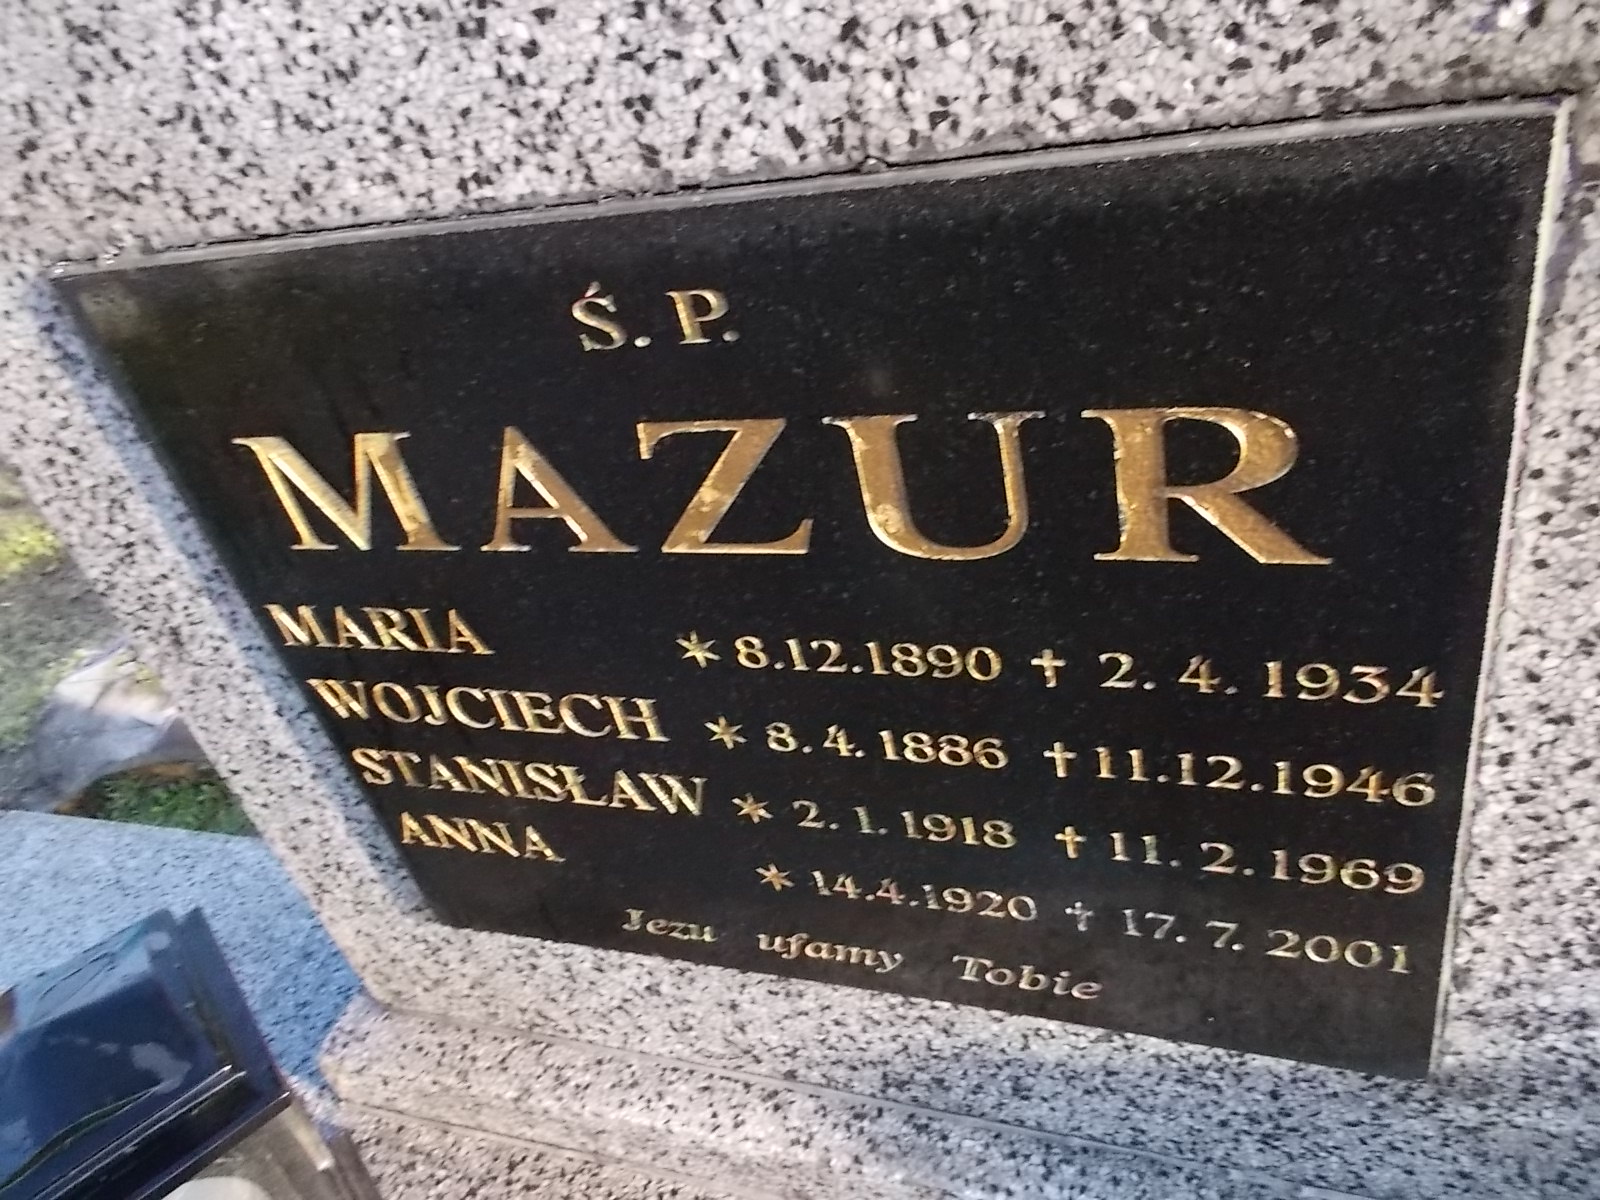 Ś. P.
MAZUR
MARIA * 8.12.1890 † 2. 4. 1934
WOJCIECH * 8. 4. 1886 † 11.12.1946
STANISŁAW * 2. 1. 1918 † 11. 2. 1969
ANNA * 14.4.1920 † 17. 7. 2001
Jezu ufamy Tobie